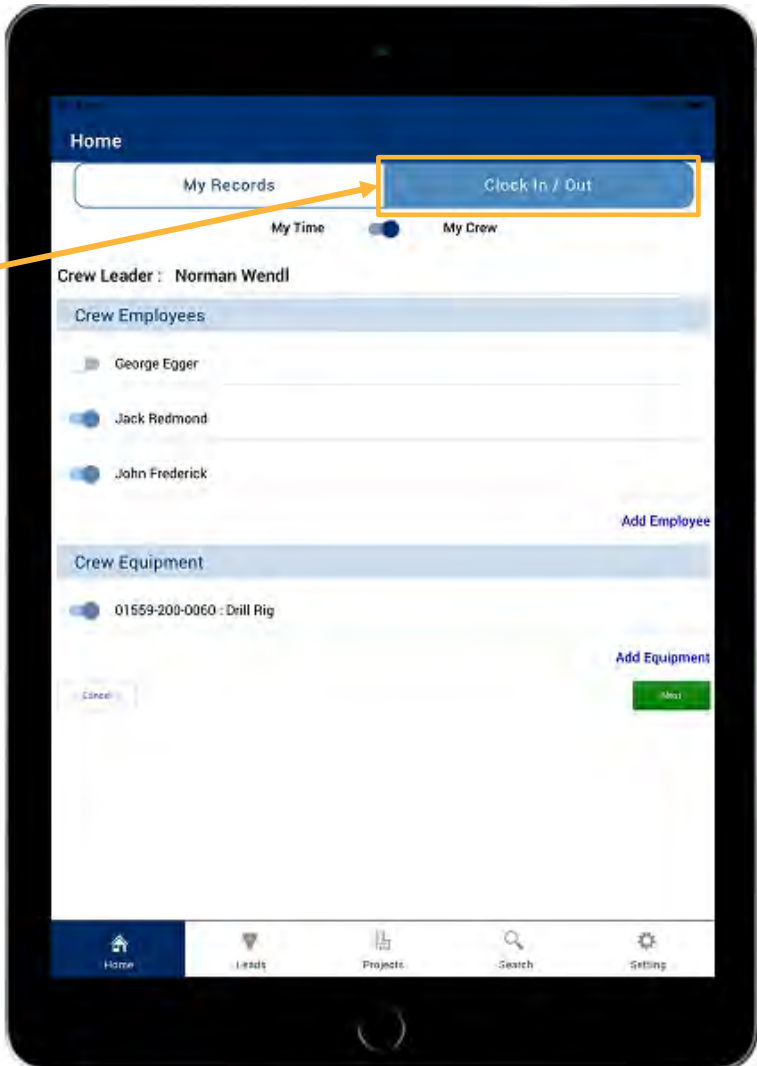 Home
My Records
Clock In / Out
My Time
My Crew
Crew Leader : Norman Wendl
Crew Employees
George Egger
Jack Redmond
John Frederick
Add Employee
Crew Equipment
01559-200-0060 : Drill Rig
Add Equipment
Cancel
Next
Home
Leads
Projects
Search
Setting